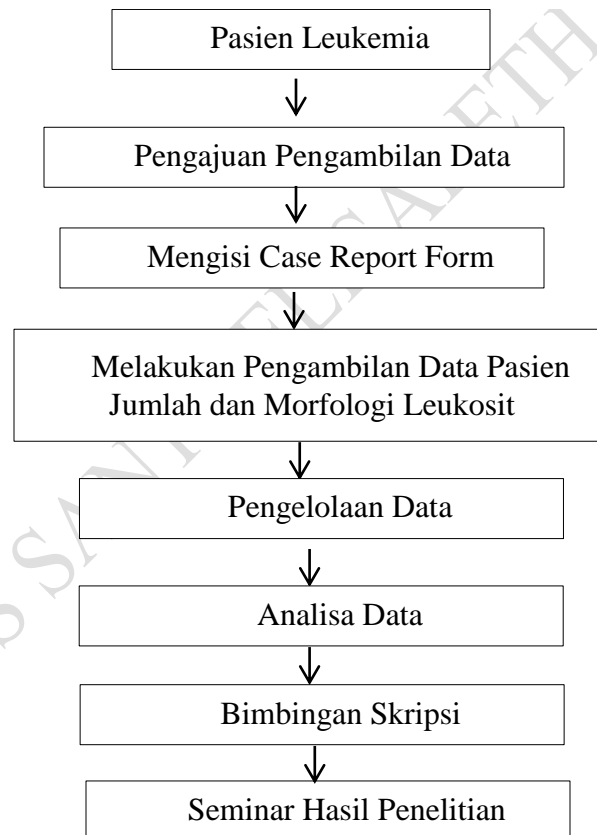 Pasien Leukemia
Pengajuan Pengambilan Data
Mengisi Case Report Form
Melakukan Pengambilan Data Pasien
Jumlah dan Morfologi Leukosit
Pengelolaan Data
Analisa Data
Bimbingan Skripsi
Seminar Hasil Penelitian